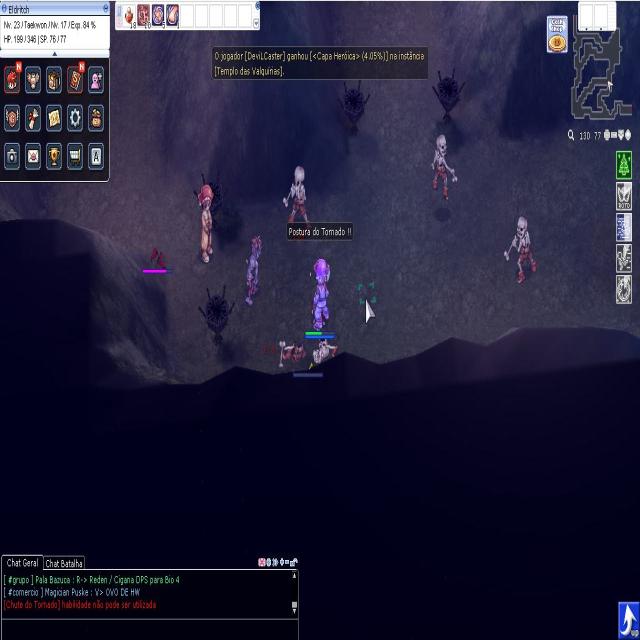 Eldritch
Nv. 23 / Taekwon / Nv. 17 / Exp. 84 %
HP. 199 / 346 | SP. 76 / 77
N
N
A
O jogador [DeviLCaster] ganhou [<Capa Heróica> (4.05%)] na instância
[Templo das Valquírias].
Postura do Tornado !!
130 77
ROTD
Chat Geral
Chat Batalha
[ #grupo ] Pala Bazuca : R-> Reden / Cigana DPS para Bio 4
[ #comercio ] Magician Puske : V> OVO DE HW
[Chute do Tornado] habilidade não pode ser utilizada